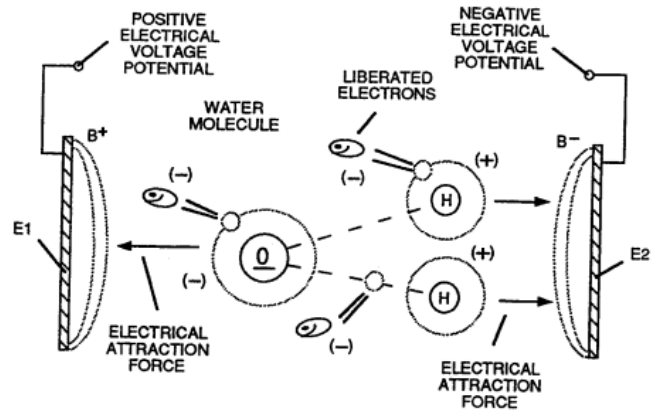 POSITIVE
ELECTRICAL
VOLTAGE
POTENTIAL
NEGATIVE
ELECTRICAL
VOLTAGE
POTENTIAL
LIBERATED
ELECTRONS
WATER
MOLECULE
B+
B−
(−)
(−)
(+)
H
E1
O
(−)
(+)
E2
H
(−)
ELECTRICAL
ATTRACTION
FORCE
ELECTRICAL
ATTRACTION
FORCE